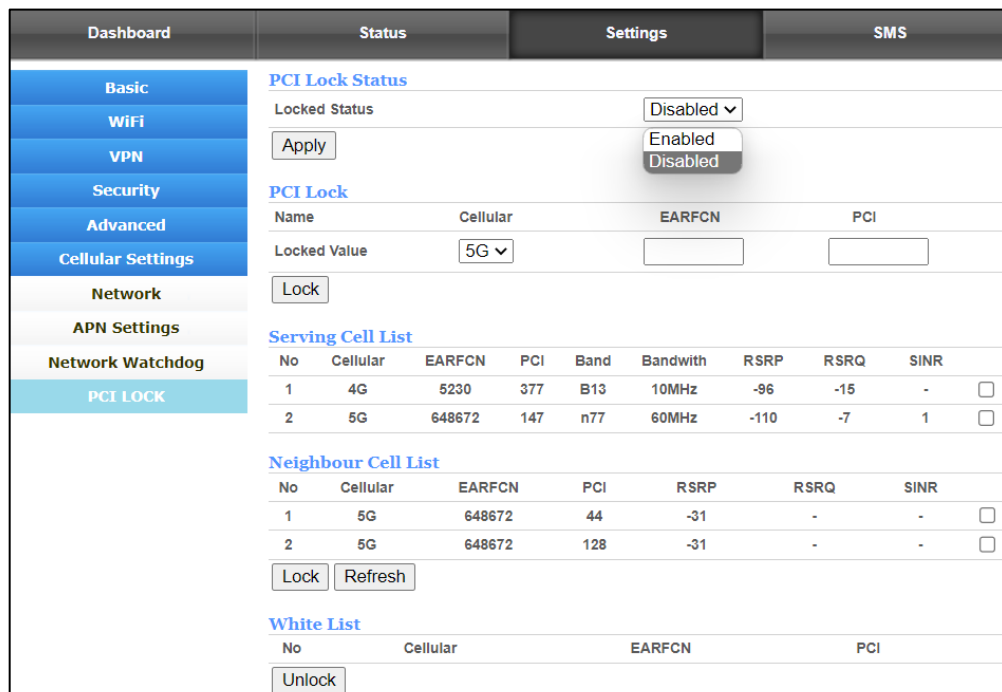 Dashboard Status Settings SMS
Basic
WiFi
VPN
Security
Advanced
Cellular Settings
Network
APN Settings
Network Watchdog
PCI LOCK
PCI Lock Status
Locked Status Disabled
Enabled
Disabled
Apply
PCI Lock
Name Cellular EARFCN PCI
Locked Value 5G
Lock
Serving Cell List
No Cellular EARFCN PCI Band Bandwith RSRP RSRQ SINR
1 4G 5230 377 B13 10MHz -96 -15 -
2 5G 648672 147 n77 60MHz -110 -7 1
Neighbour Cell List
No Cellular EARFCN PCI RSRP RSRQ SINR
1 5G 648672 44 -31 - -
2 5G 648672 128 -31 - -
Lock Refresh
White List
No Cellular EARFCN PCI
Unlock